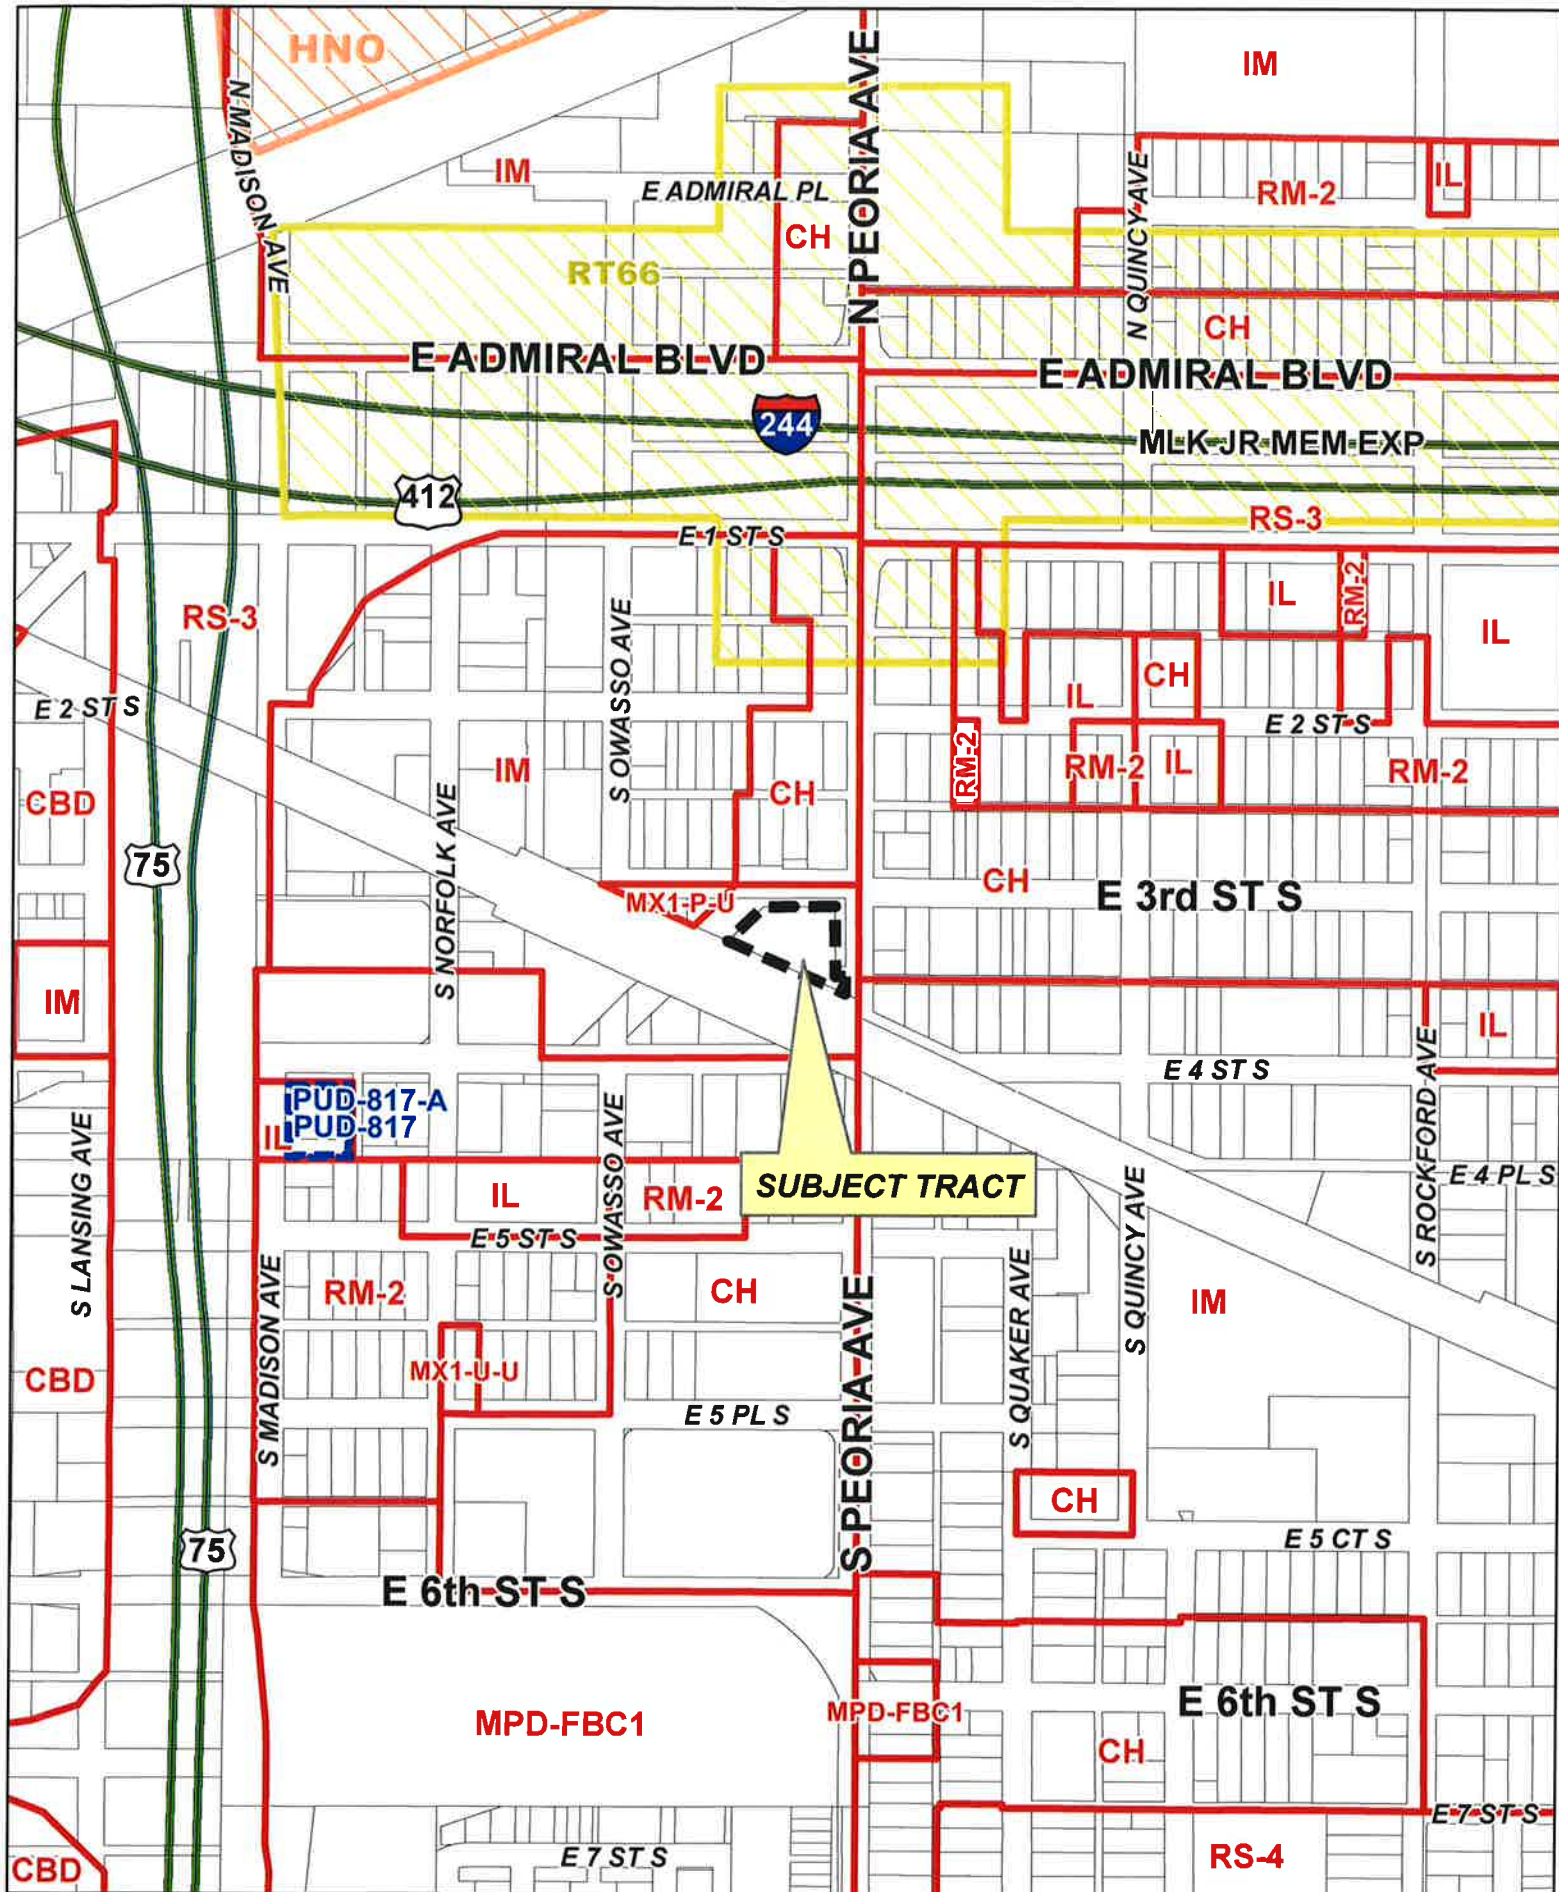 HNO
IM
N MADISON AVE
N PEORIA AVE
IM
E ADMIRAL PL
N QUINCY AVE
RM-2
IL
CH
RT66
CH
E ADMIRAL BLVD
E ADMIRAL BLVD
244
MLK JR MEM EXP
412
RS-3
E 1 ST S
RS-3
S OWASSO AVE
IL
RM-2
IL
CH
IL
E 2 ST S
E 2 ST S
IM
RM-2
RM-2
IL
RM-2
CBD
CH
S NORFOLK AVE
75
CH
E 3rd ST S
MX1-P-U
IM
IL
S ROCKFORD AVE
E 4 ST S
PUD-817-A
PUD-817
IL
S LANSING AVE
S OWASSO AVE
E 4 PL S
SUBJECT TRACT
IL
RM-2
S QUINCY AVE
E 5 ST S
S MADISON AVE
RM-2
CH
S PEORIA AVE
S QUAKER AVE
IM
MX1-U-U
CBD
E 5 PL S
CH
75
E 5 CT S
E 6th ST S
E 6th ST S
MPD-FBC1
MPD-FBC1
CH
E 7 ST S
E 7 ST S
RS-4
CBD